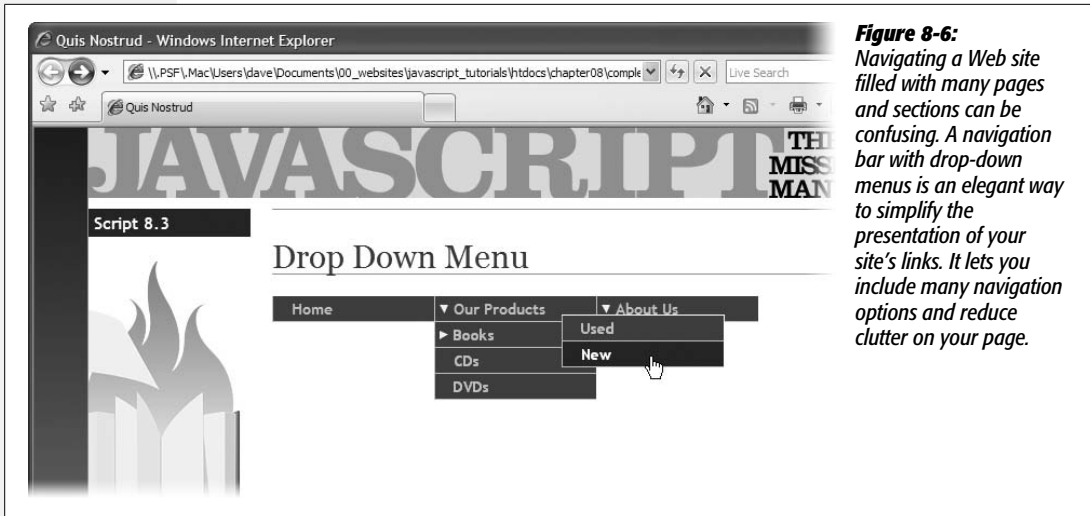 Quis Nostrud - Windows Internet Explorer
\\.PSF\.Mac\Users\dave\Documents\00_websites\javascript_tutorials\htdocs\chapter08\comple
Live Search
Quis Nostrud
JAVASCRIPT
THE
MISS
MAN
Script 8.3
Drop Down Menu
Home
Our Products
About Us
Books
Used
CDs
New
DVDs
Figure 8-6:
Navigating a Web site
filled with many pages
and sections can be
confusing. A navigation
bar with drop-down
menus is an elegant way
to simplify the
presentation of your
site's links. It lets you
include many navigation
options and reduce
clutter on your page.